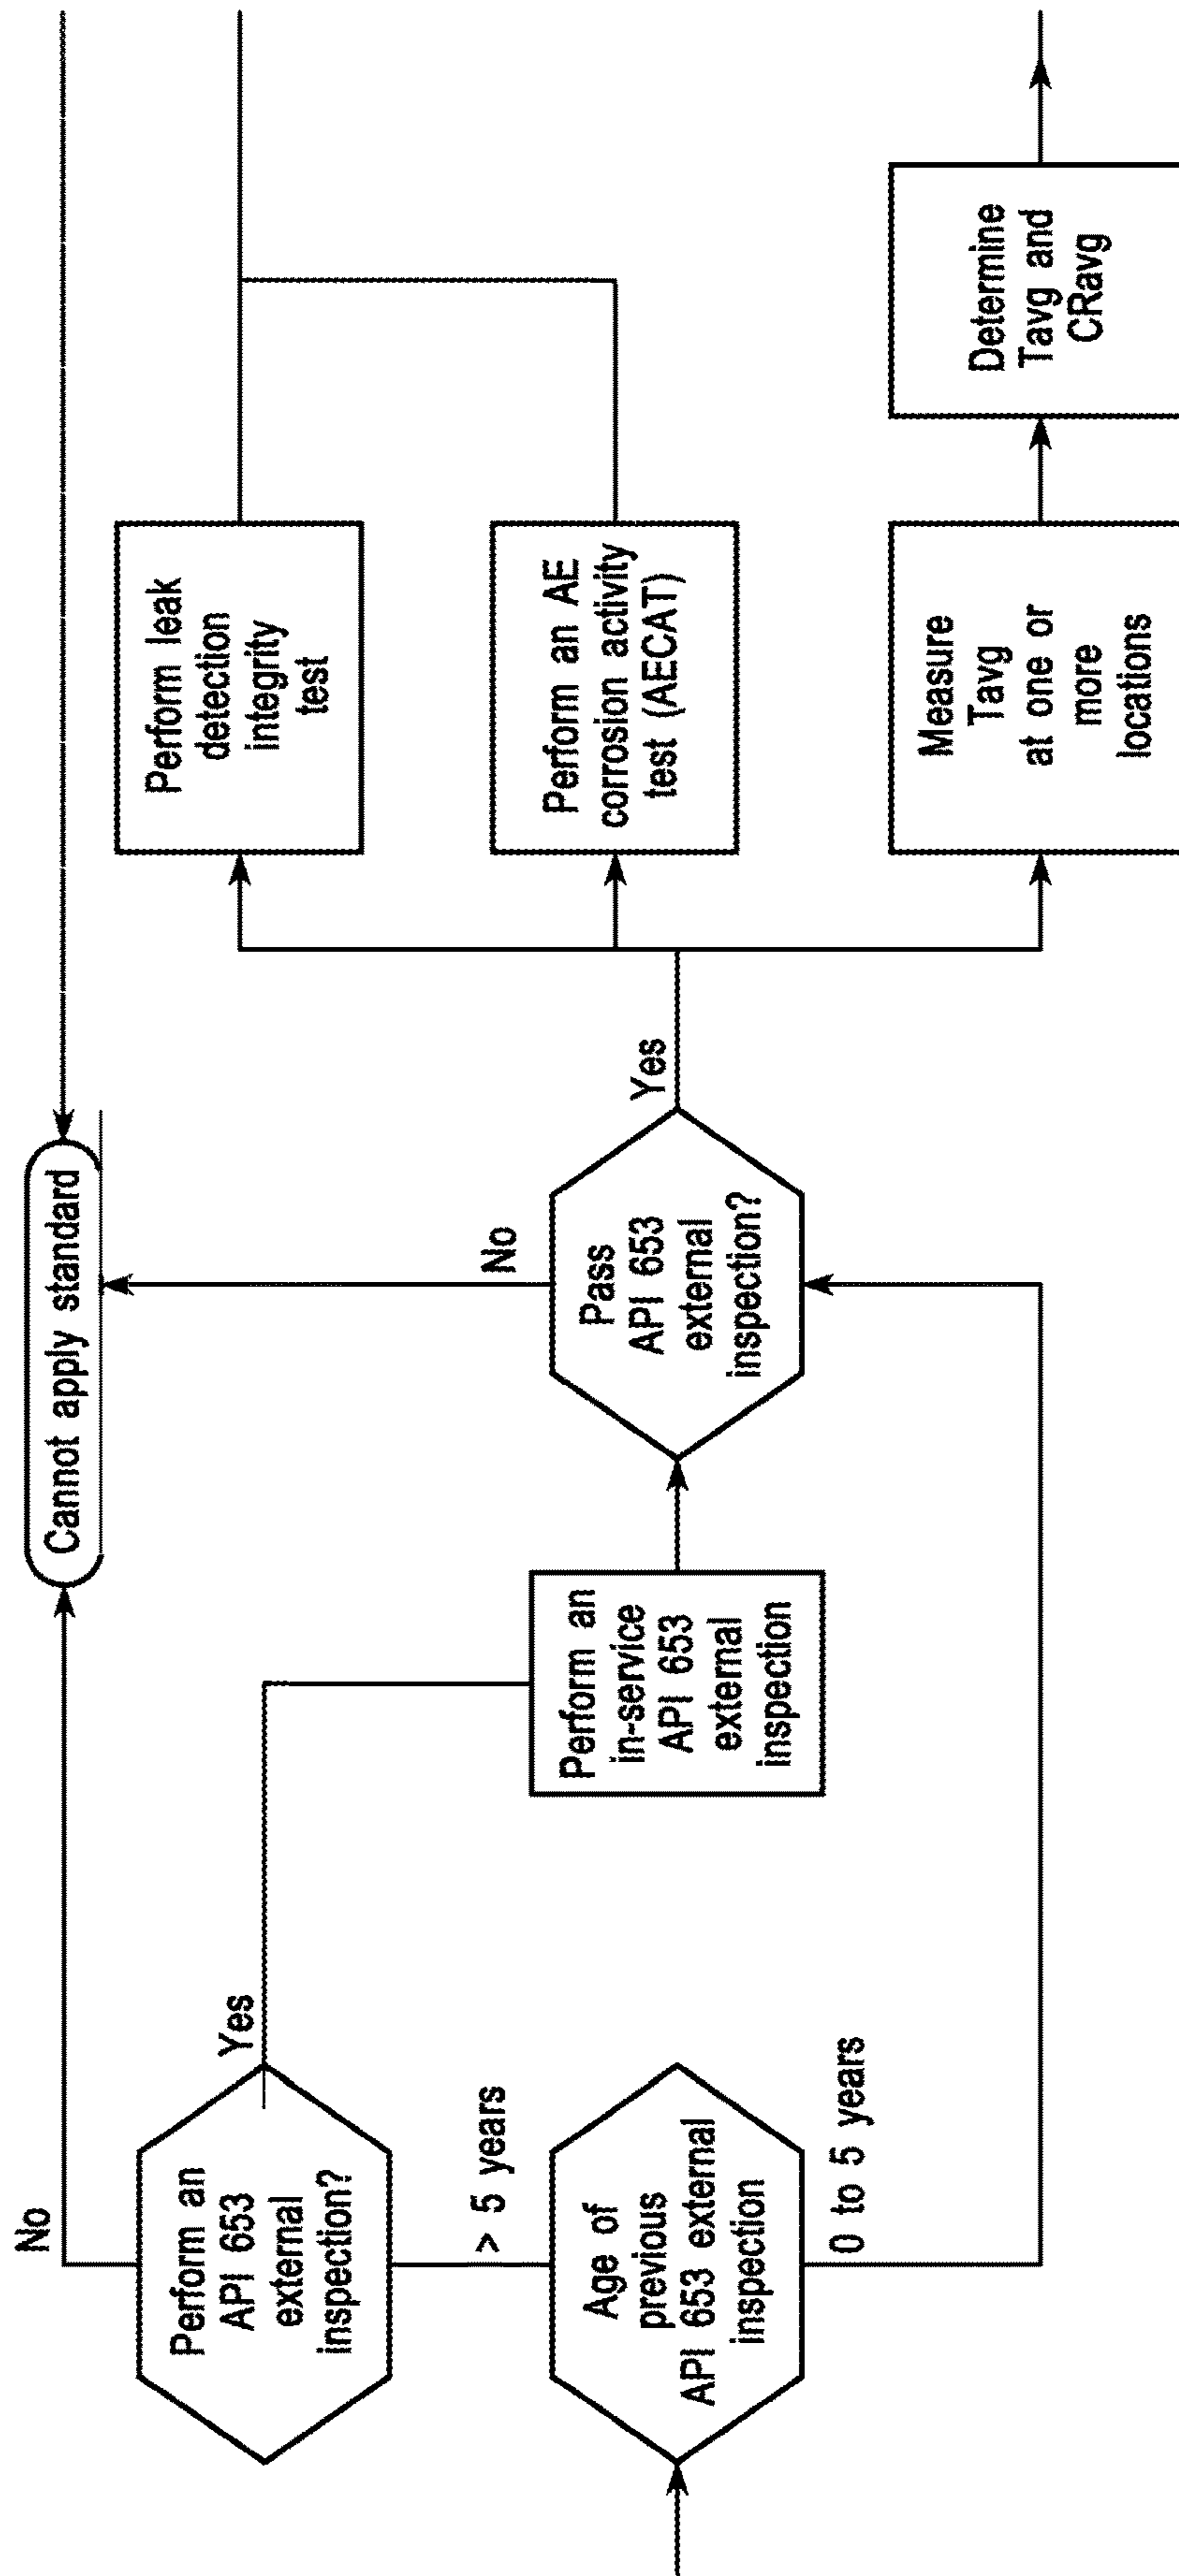 No
Perform an
API 653
external
inspection?
Yes
> 5 years
Age of
previous
API 653 external
inspection
0 to 5 years
Cannot apply standard
Perform an
in-service
API 653
external
inspection
No
Pass
API 653
external
inspection?
Yes
Perform leak
detection
integrity
test
Perform an AE
corrosion activity
test (AECAT)
Measure
Tavg
at one or
more
locations
Determine
Tavg and
CRavg